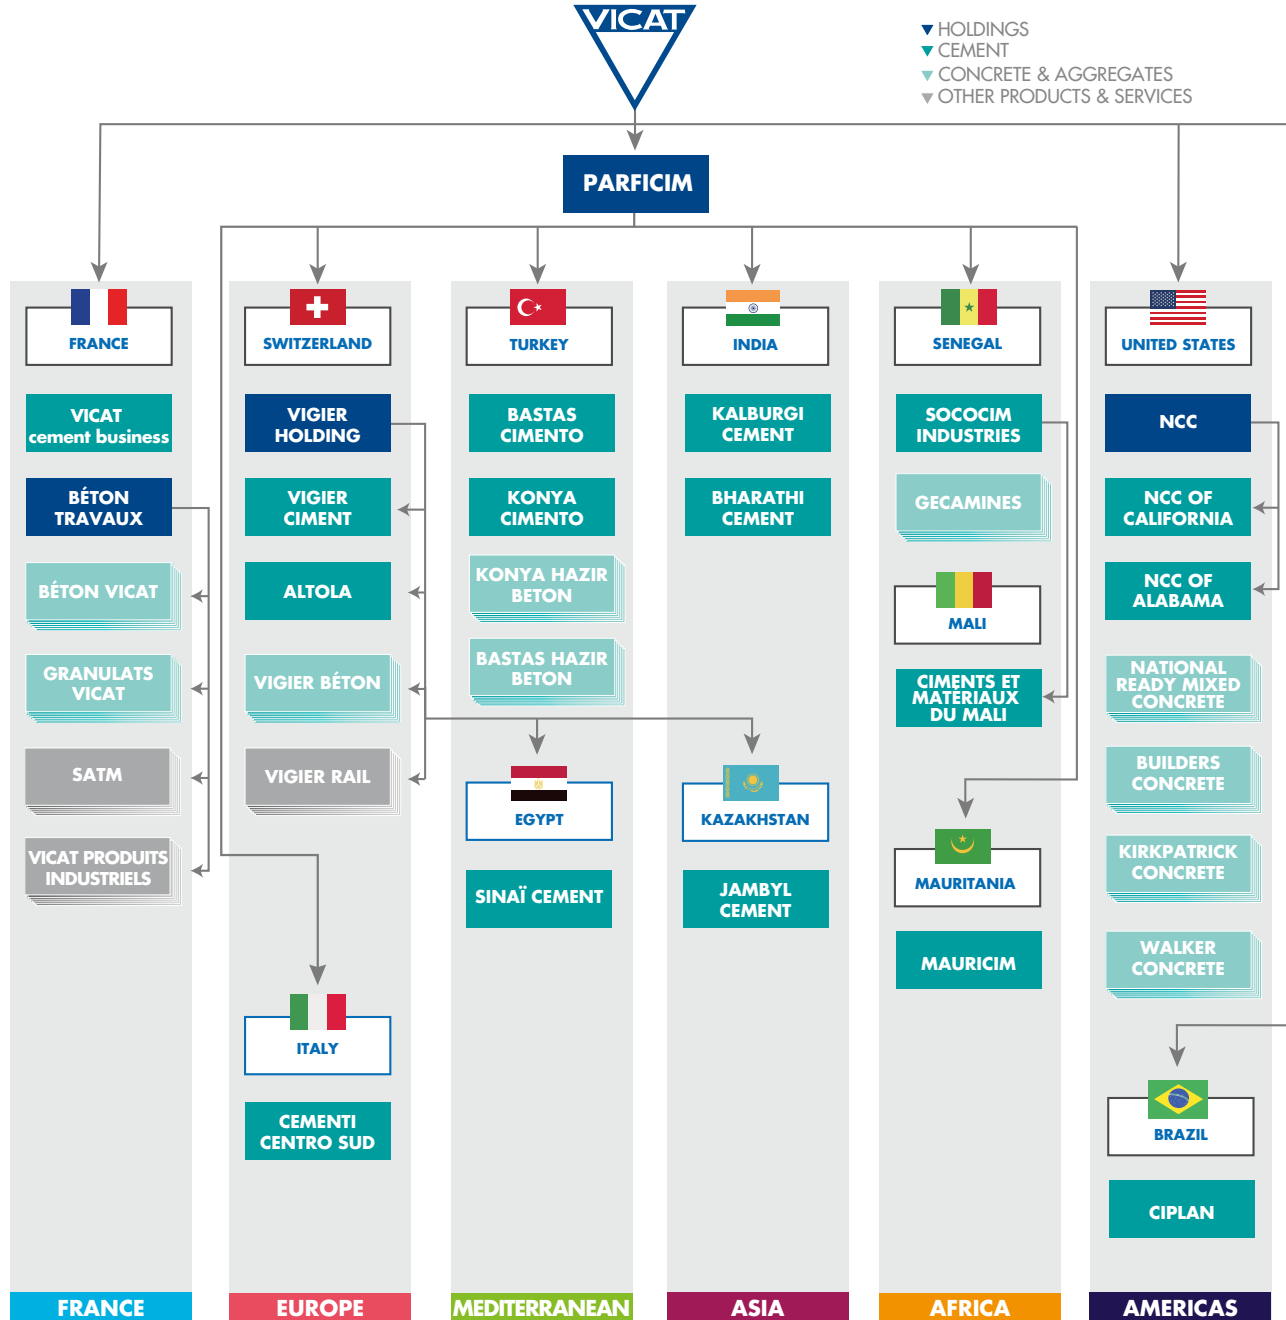 VICAT
HOLDINGS
CEMENT
CONCRETE & AGGREGATES
OTHER PRODUCTS & SERVICES
PARFICIM
FRANCE
VICAT
cement business
BÉTON
TRAVAUX
BÉTON VICAT
GRANULATS
VICAT
SATM
VICAT PRODUITS
INDUSTRIELS
FRANCE
SWITZERLAND
VIGIER
HOLDING
VIGIER
CIMENT
ALTOLA
VIGIER BÉTON
VIGIER RAIL
ITALY
CEMENTI
CENTRO SUD
EUROPE
TURKEY
BASTAS
CIMENTO
KONYA
CIMENTO
KONYA HAZIR
BETON
BASTAS HAZIR
BETON
EGYPT
SINAÏ CEMENT
MEDITERRANEAN
INDIA
KALBURGI
CEMENT
BHARATHI
CEMENT
KAZAKHSTAN
JAMBYL
CEMENT
ASIA
SENEGAL
SOCOCIM
INDUSTRIES
GECAMINES
MALI
CIMENTS ET
MATÉRIAUX
DU MALI
MAURITANIA
MAURICIM
AFRICA
UNITED STATES
NCC
NCC OF
CALIFORNIA
NCC OF
ALABAMA
NATIONAL
READY MIXED
CONCRETE
BUILDERS
CONCRETE
KIRKPATRICK
CONCRETE
WALKER
CONCRETE
BRAZIL
CIPLAN
AMERICAS